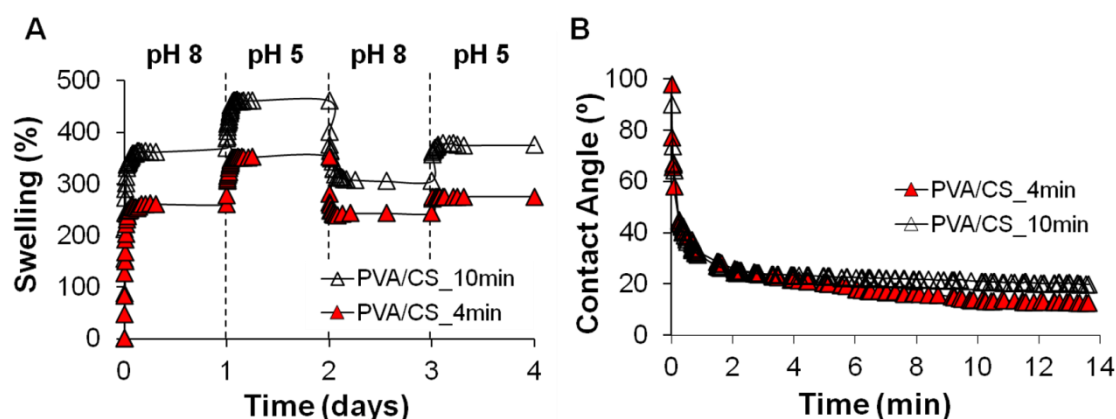 A
pH 8 pH 5 pH 8 pH 5
500
400
300
200
100
0
Swelling (%)
PVA/CS_10min
PVA/CS_4min
0 1 2 3 4
Time (days)
B
100
80
60
40
20
0
Contact Angle (º)
PVA/CS_4min
PVA/CS_10min
0 2 4 6 8 10 12 14
Time (min)